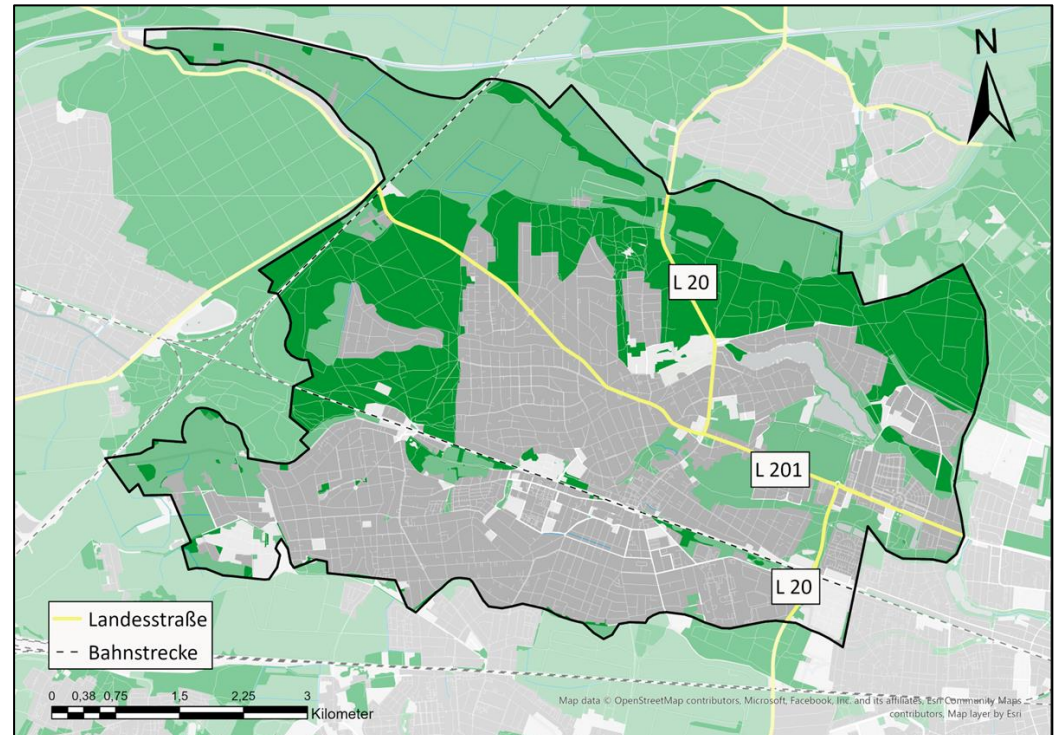 N
L 20
L 201
L 20
Landesstraße
Bahnstrecke
0 0,38 0,75 1,5 2,25 3
Kilometer
Map data © OpenStreetMap contributors, Microsoft, Facebook, Inc. and its affiliates, Esri Community Maps
contributors, Map layer by Esri